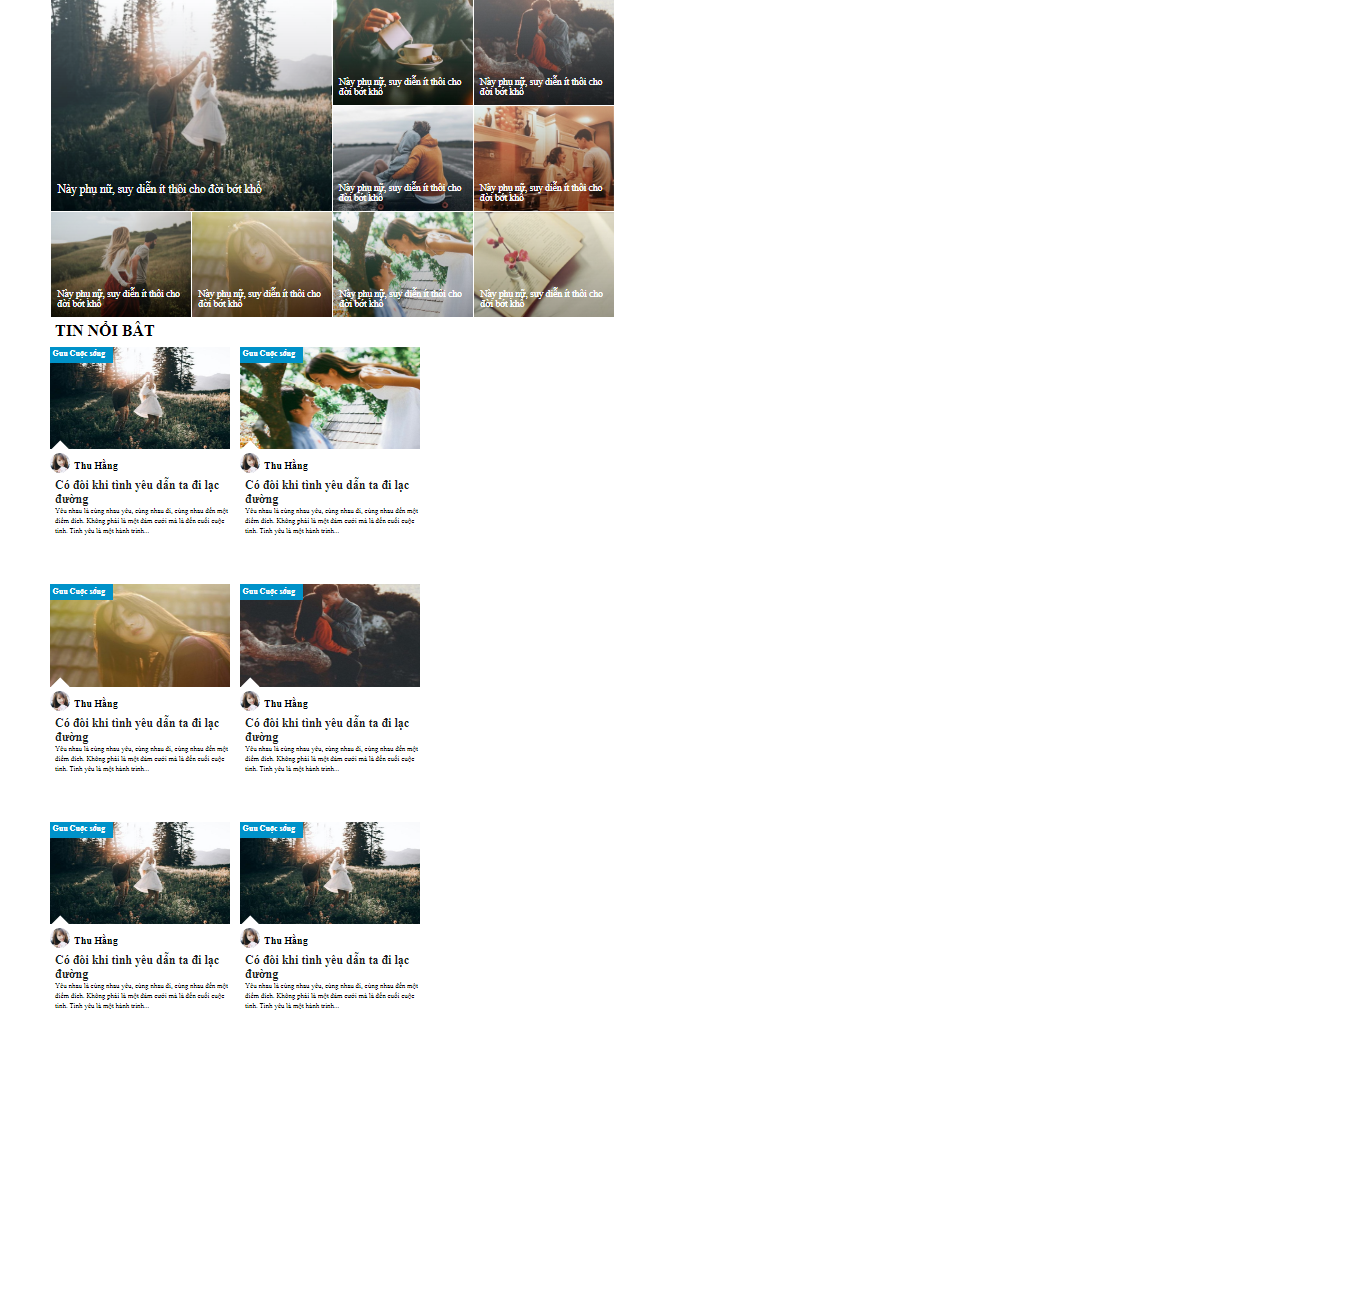 Này phụ nữ, suy diễn ít thôi cho
đời bớt khổ
Này phụ nữ, suy diễn ít thôi cho
đời bớt khổ
Này phụ nữ, suy diễn ít thôi cho đời bớt khổ
Này phụ nữ, suy diễn ít thôi cho
đời bớt khổ
Này phụ nữ, suy diễn ít thôi cho
đời bớt khổ
Này phụ nữ, suy diễn ít thôi cho
đời bớt khổ
Này phụ nữ, suy diễn ít thôi cho
đời bớt khổ
Này phụ nữ, suy diễn ít thôi cho
đời bớt khổ
Này phụ nữ, suy diễn ít thôi cho
đời bớt khổ
TIN NỔI BẬT
Gun Cuộc sống
Thu Hằng
Có đôi khi tình yêu dẫn ta đi lạc
đường
Yêu nhau là cùng nhau yêu, cùng nhau đi, cùng nhau đến một
điểm đích. Không phải là một đám cưới mà là đến cuối cuộc
tình. Tình yêu là một hành trình...
Gun Cuộc sống
Thu Hằng
Có đôi khi tình yêu dẫn ta đi lạc
đường
Yêu nhau là cùng nhau yêu, cùng nhau đi, cùng nhau đến một
điểm đích. Không phải là một đám cưới mà là đến cuối cuộc
tình. Tình yêu là một hành trình...
Gun Cuộc sống
Thu Hằng
Có đôi khi tình yêu dẫn ta đi lạc
đường
Yêu nhau là cùng nhau yêu, cùng nhau đi, cùng nhau đến một
điểm đích. Không phải là một đám cưới mà là đến cuối cuộc
tình. Tình yêu là một hành trình...
Gun Cuộc sống
Thu Hằng
Có đôi khi tình yêu dẫn ta đi lạc
đường
Yêu nhau là cùng nhau yêu, cùng nhau đi, cùng nhau đến một
điểm đích. Không phải là một đám cưới mà là đến cuối cuộc
tình. Tình yêu là một hành trình...
Gun Cuộc sống
Thu Hằng
Có đôi khi tình yêu dẫn ta đi lạc
đường
Yêu nhau là cùng nhau yêu, cùng nhau đi, cùng nhau đến một
điểm đích. Không phải là một đám cưới mà là đến cuối cuộc
tình. Tình yêu là một hành trình...
Gun Cuộc sống
Thu Hằng
Có đôi khi tình yêu dẫn ta đi lạc
đường
Yêu nhau là cùng nhau yêu, cùng nhau đi, cùng nhau đến một
điểm đích. Không phải là một đám cưới mà là đến cuối cuộc
tình. Tình yêu là một hành trình...